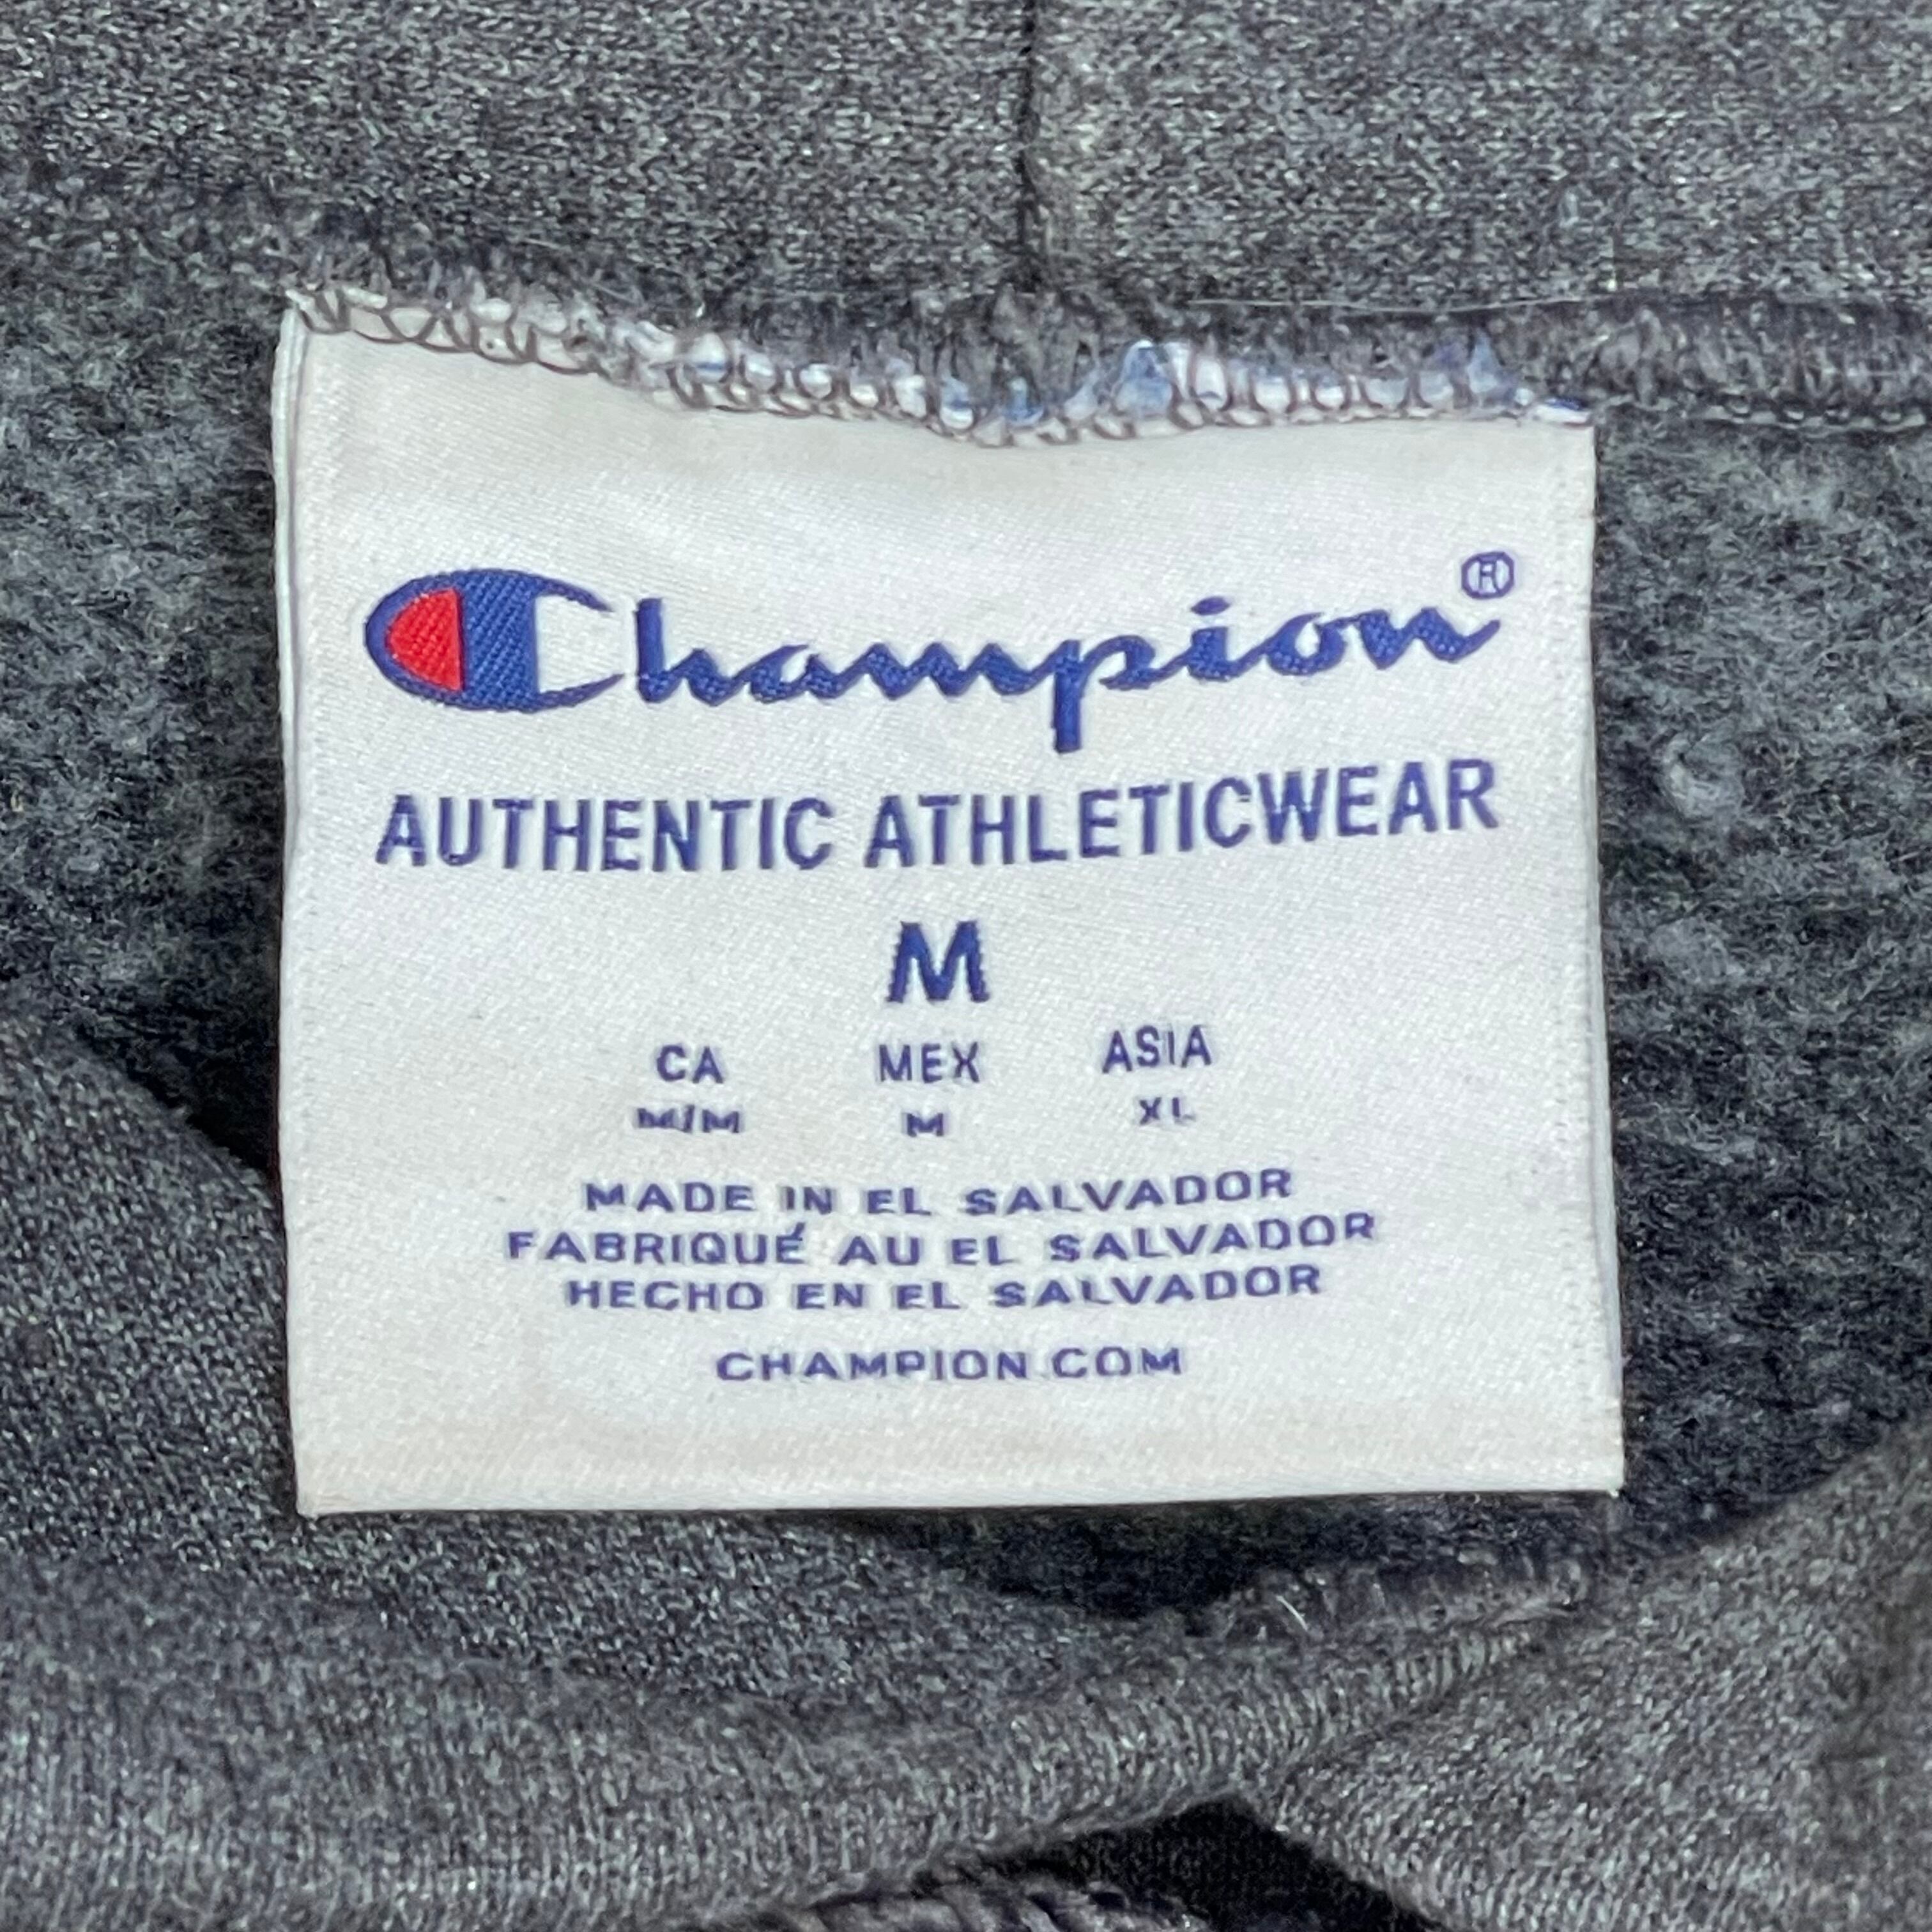 Champion®
AUTHENTIC ATHLETICWEAR
M
CA MEX ASIA
M/M M XL
MADE IN EL SALVADOR
FABRIQUÉ AU EL SALVADOR
HECHO EN EL SALVADOR
CHAMPION.COM